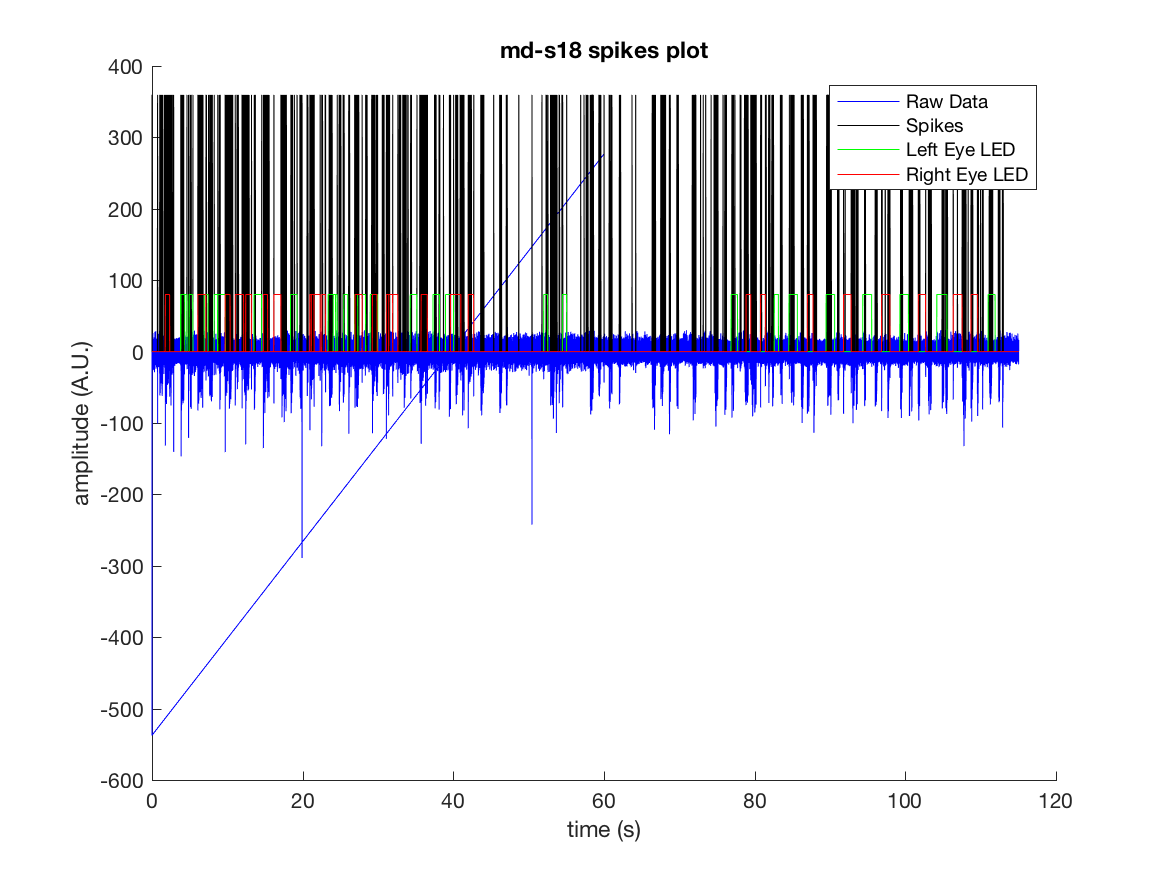 md-s18 spikes plot
400
300
200
100
0
-100
-200
-300
-400
-500
-600
amplitude (A.U.)
Raw Data
Spikes
Left Eye LED
Right Eye LED
0 20 40 60 80 100 120
time (s)